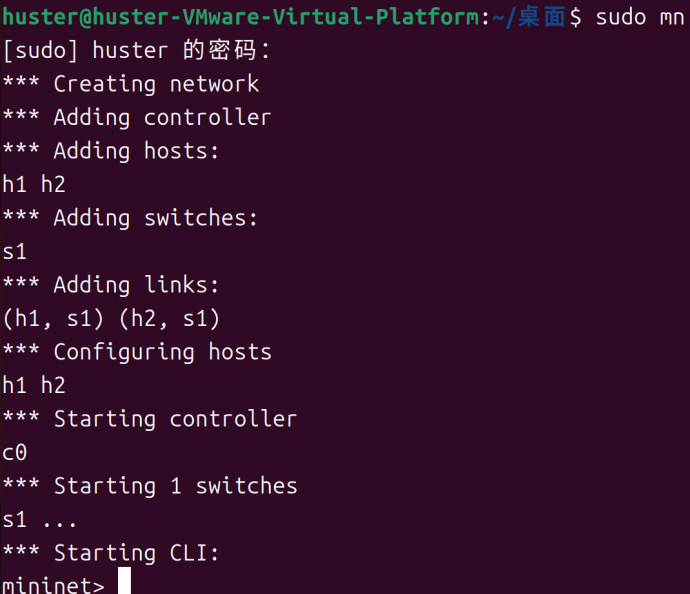 huster@huster-VMware-Virtual-Platform:~/桌面$ sudo mn
[sudo] huster 的密码：
*** Creating network
*** Adding controller
*** Adding hosts:
h1 h2
*** Adding switches:
s1
*** Adding links:
(h1, s1) (h2, s1)
*** Configuring hosts
h1 h2
*** Starting controller
c0
*** Starting 1 switches
s1 ...
*** Starting CLI:
mininet>